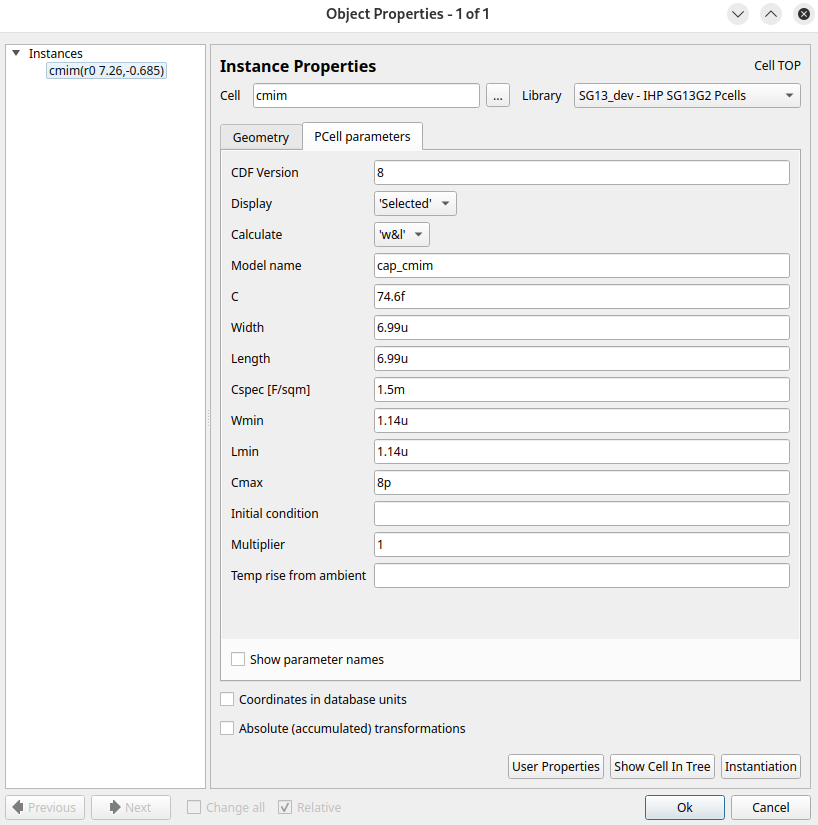 Object Properties - 1 of 1
Instances
cmim(r0 7.26,-0.685)
Instance Properties
Cell TOP
Cell cmim ... Library SG13_dev - IHP SG13G2 Pcells
Geometry PCell parameters
CDF Version 8
Display 'Selected'
Calculate 'w&l'
Model name cap_cmim
C 74.6f
Width 6.99u
Length 6.99u
Cspec [F/sqm] 1.5m
Wmin 1.14u
Lmin 1.14u
Cmax 8p
Initial condition
Multiplier 1
Temp rise from ambient
Show parameter names
Coordinates in database units
Absolute (accumulated) transformations
User Properties Show Cell In Tree Instantiation
Previous Next Change all Relative Ok Cancel